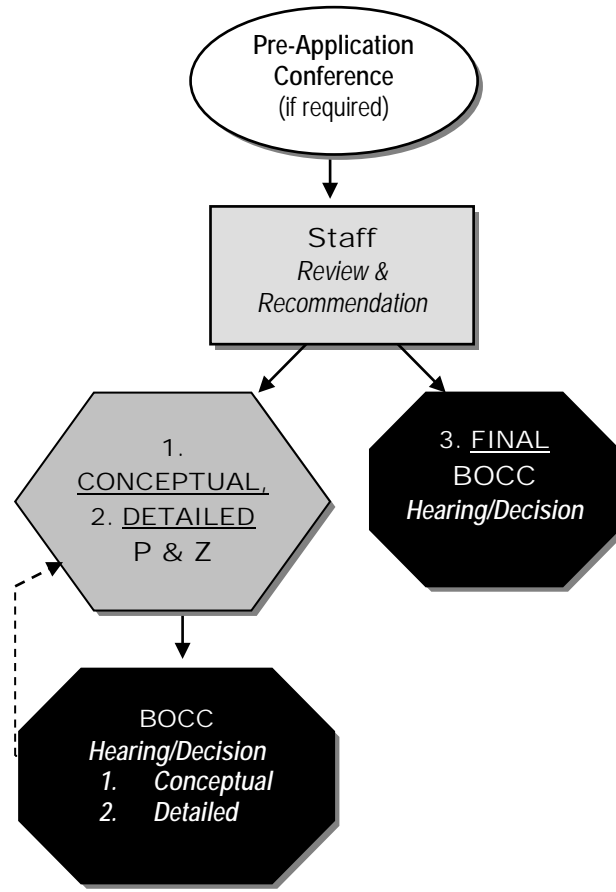 Pre-Application
Conference
(if required)
Staff
Review &
Recommendation
1.
CONCEPTUAL,
2. DETAILED
P & Z
3. FINAL
BOCC
Hearing/Decision
BOCC
Hearing/Decision
1. Conceptual
2. Detailed